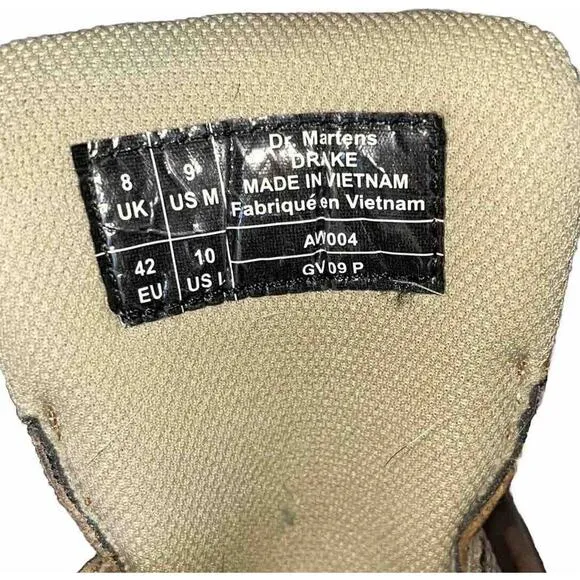 8
UK
9
US M
42
EU
10
US
Dr. Martens
DRAKE
MADE IN VIETNAM
Fabriqué en Vietnam
AW004
GV09 P